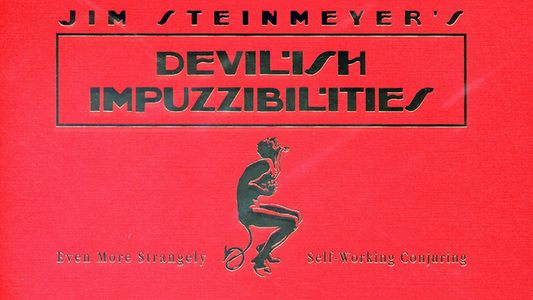 JIM STEINMEYER'S
DEVILISH
IMPUZZIBILITIES
Even More Strangely Self-Working Conjuring